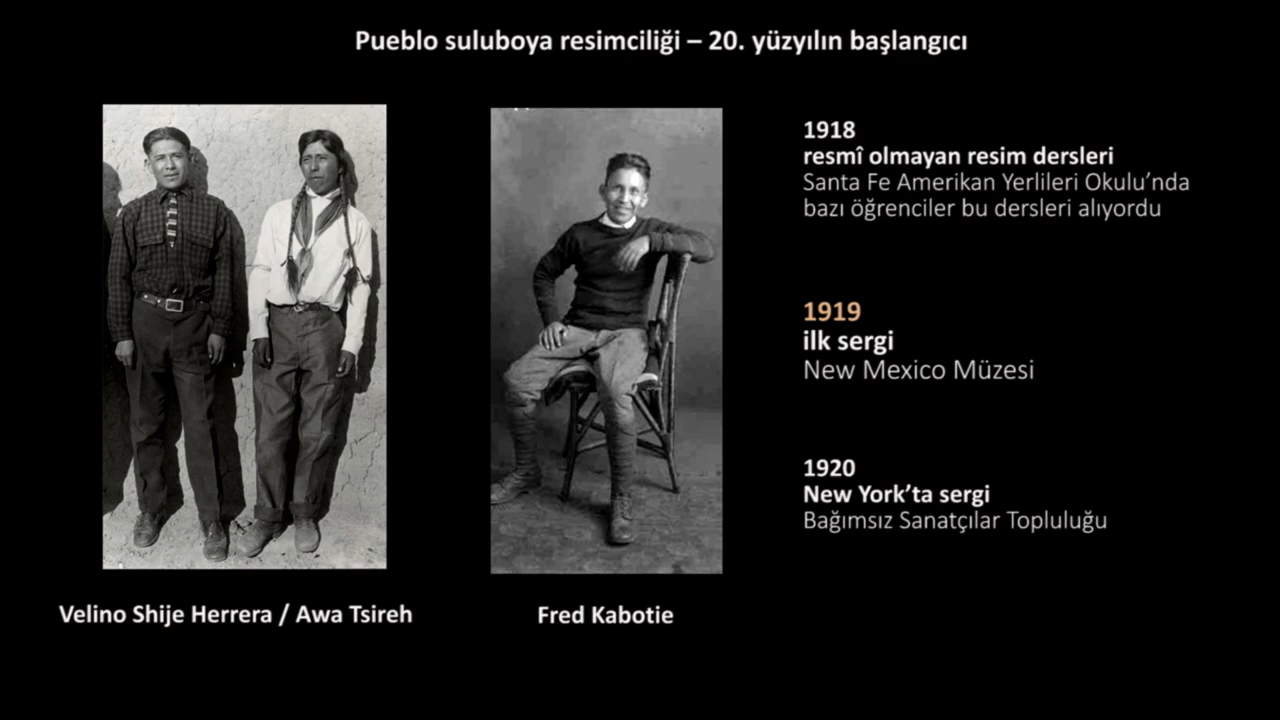 Pueblo suluboya resimciliği – 20. yüzyılın başlangıcı
1918
resmî olmayan resim dersleri
Santa Fe Amerikan Yerlileri Okulu’nda
bazı öğrenciler bu dersleri alıyordu
1919
ilk sergi
New Mexico Müzesi
1920
New York’ta sergi
Bağımsız Sanatçılar Topluluğu
Velino Shije Herrera / Awa Tsireh
Fred Kabotie